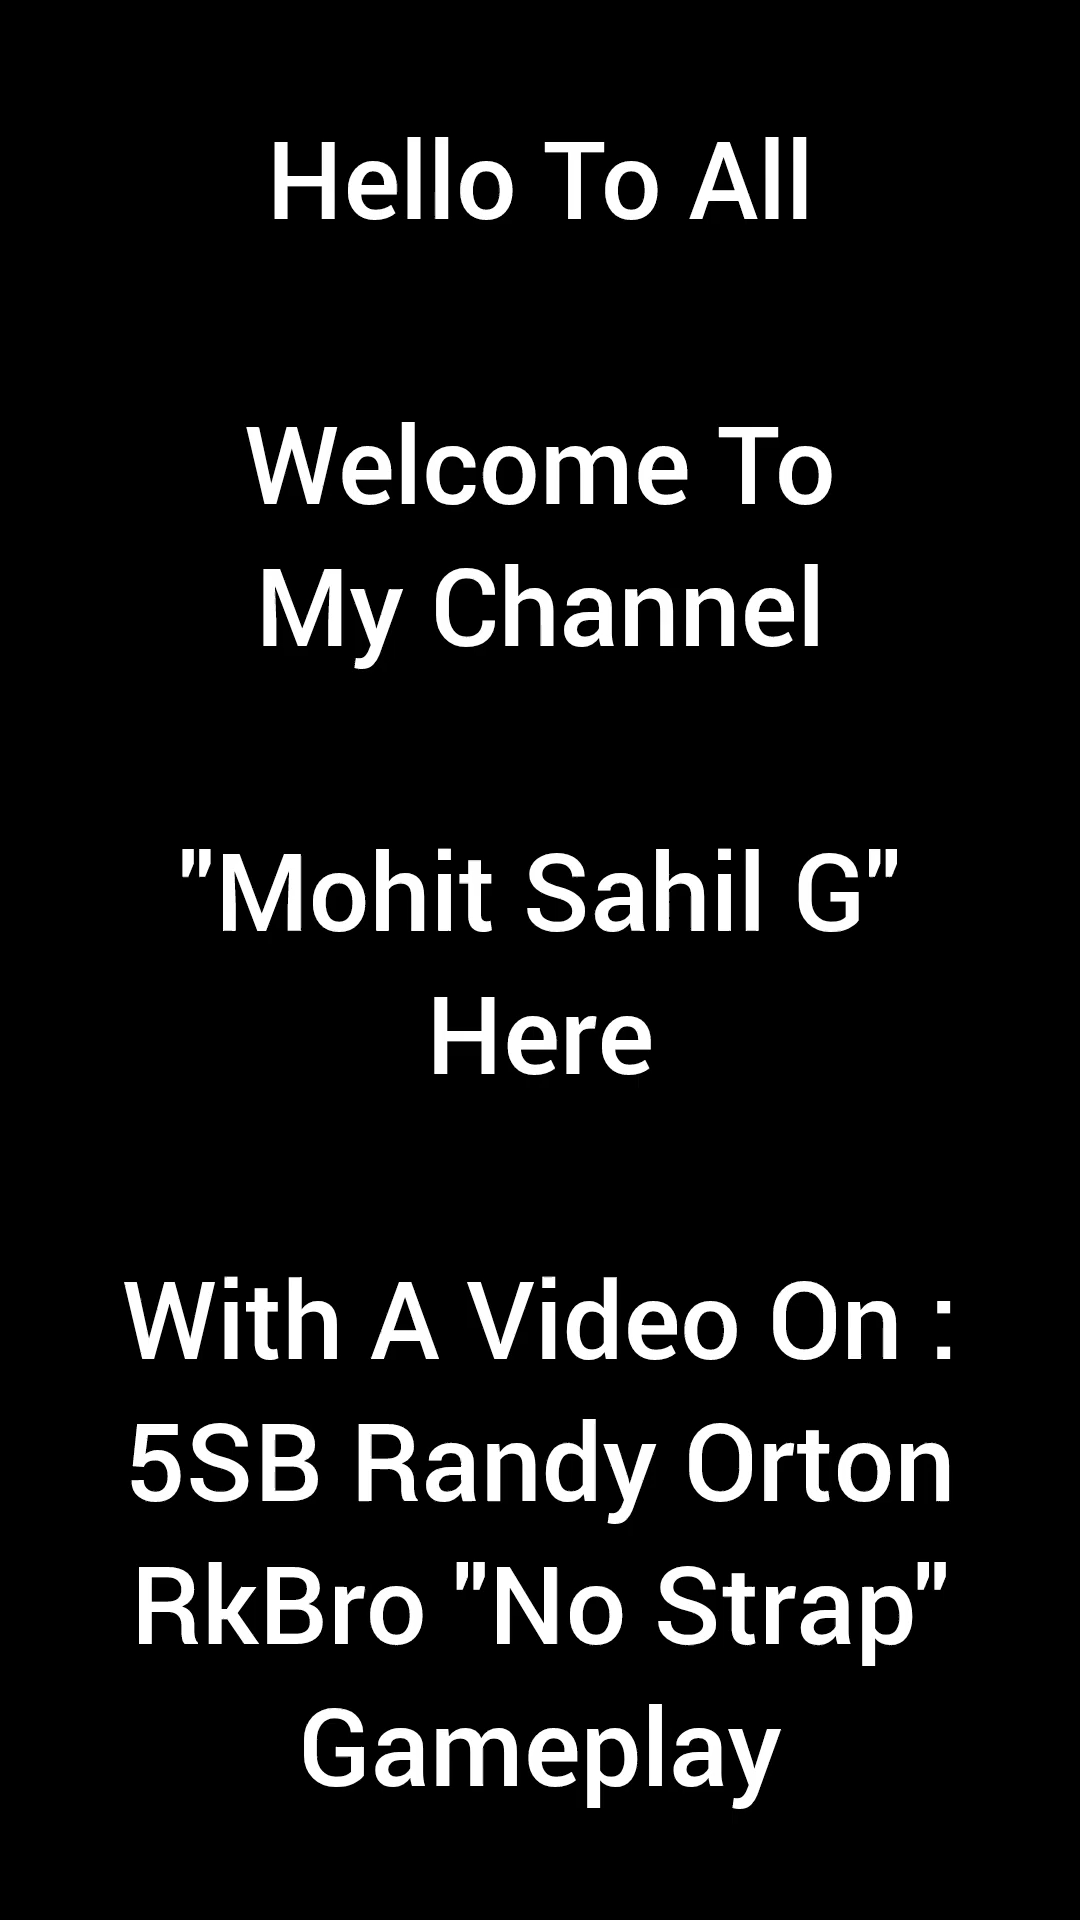 Hello To All
Welcome To
My Channel
"Mohit Sahil G"
Here
With A Video On :
5SB Randy Orton
RkBro "No Strap"
Gameplay